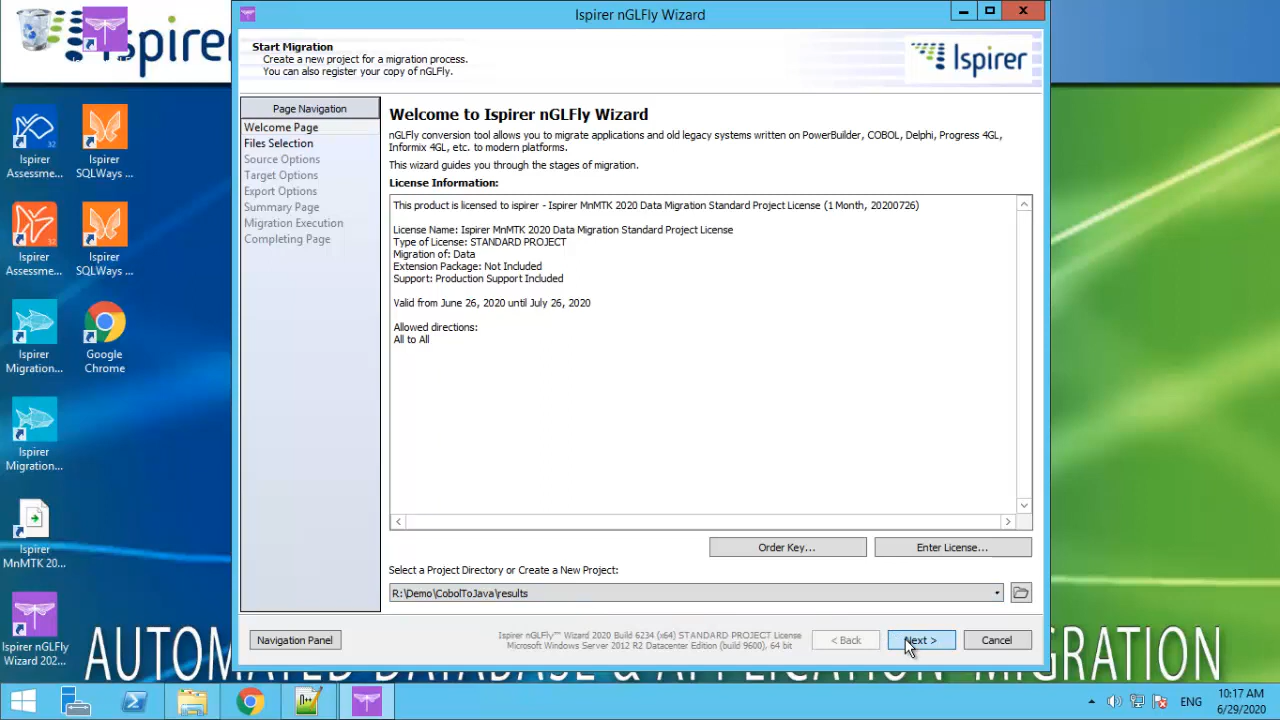 Ispirer nGLFly Wizard
Start Migration
Create a new project for a migration process.
You can also register your copy of nGLFly.
Ispirer
Page Navigation
Welcome Page
Files Selection
Source Options
Target Options
Export Options
Summary Page
Migration Execution
Completing Page
Welcome to Ispirer nGLFly Wizard
nGLFly conversion tool allows you to migrate applications and old legacy systems written on PowerBuilder, COBOL, Delphi, Progress 4GL,
Informix 4GL, etc. to modern platforms.
This wizard guides you through the stages of migration.
License Information:
This product is licensed to ispirer - Ispirer MnMTK 2020 Data Migration Standard Project License (1 Month, 20200726)
License Name: Ispirer MnMTK 2020 Data Migration Standard Project License
Type of License: STANDARD PROJECT
Migration of: Data
Extension Package: Not Included
Support: Production Support Included
Valid from June 26, 2020 until July 26, 2020
Allowed directions:
All to All
Order Key...
Enter License...
Select a Project Directory or Create a New Project:
R:\Demo\CobolToJava\results
Navigation Panel
Ispirer nGLFly™ Wizard 2020 Build 6234 (x64) STANDARD PROJECT License
Microsoft Windows Server 2012 R2 Datacenter Edition (build 9600), 64 bit
< Back
Next >
Cancel
Ispirer
Assessme...
Ispirer
SQLWays ...
Ispirer
Assessme...
Ispirer
SQLWays ...
Ispirer
Migration...
Google
Chrome
Ispirer
Migration...
Ispirer
MnMTK 20...
Ispirer nGLFly
Wizard 202...
AUTOMA
GRATION
ENG
10:17 AM
6/29/2020